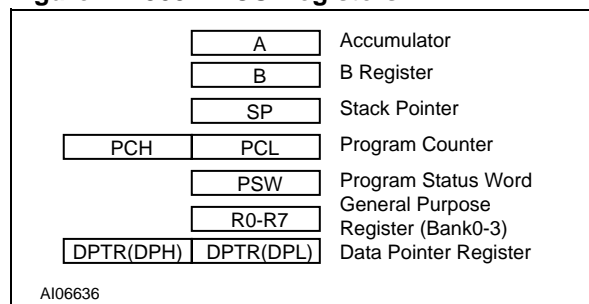 A Accumulator
B B Register
SP Stack Pointer
PCH PCL Program Counter
PSW Program Status Word
R0-R7 General Purpose
Register (Bank0-3)
DPTR(DPH) DPTR(DPL) Data Pointer Register
AI06636